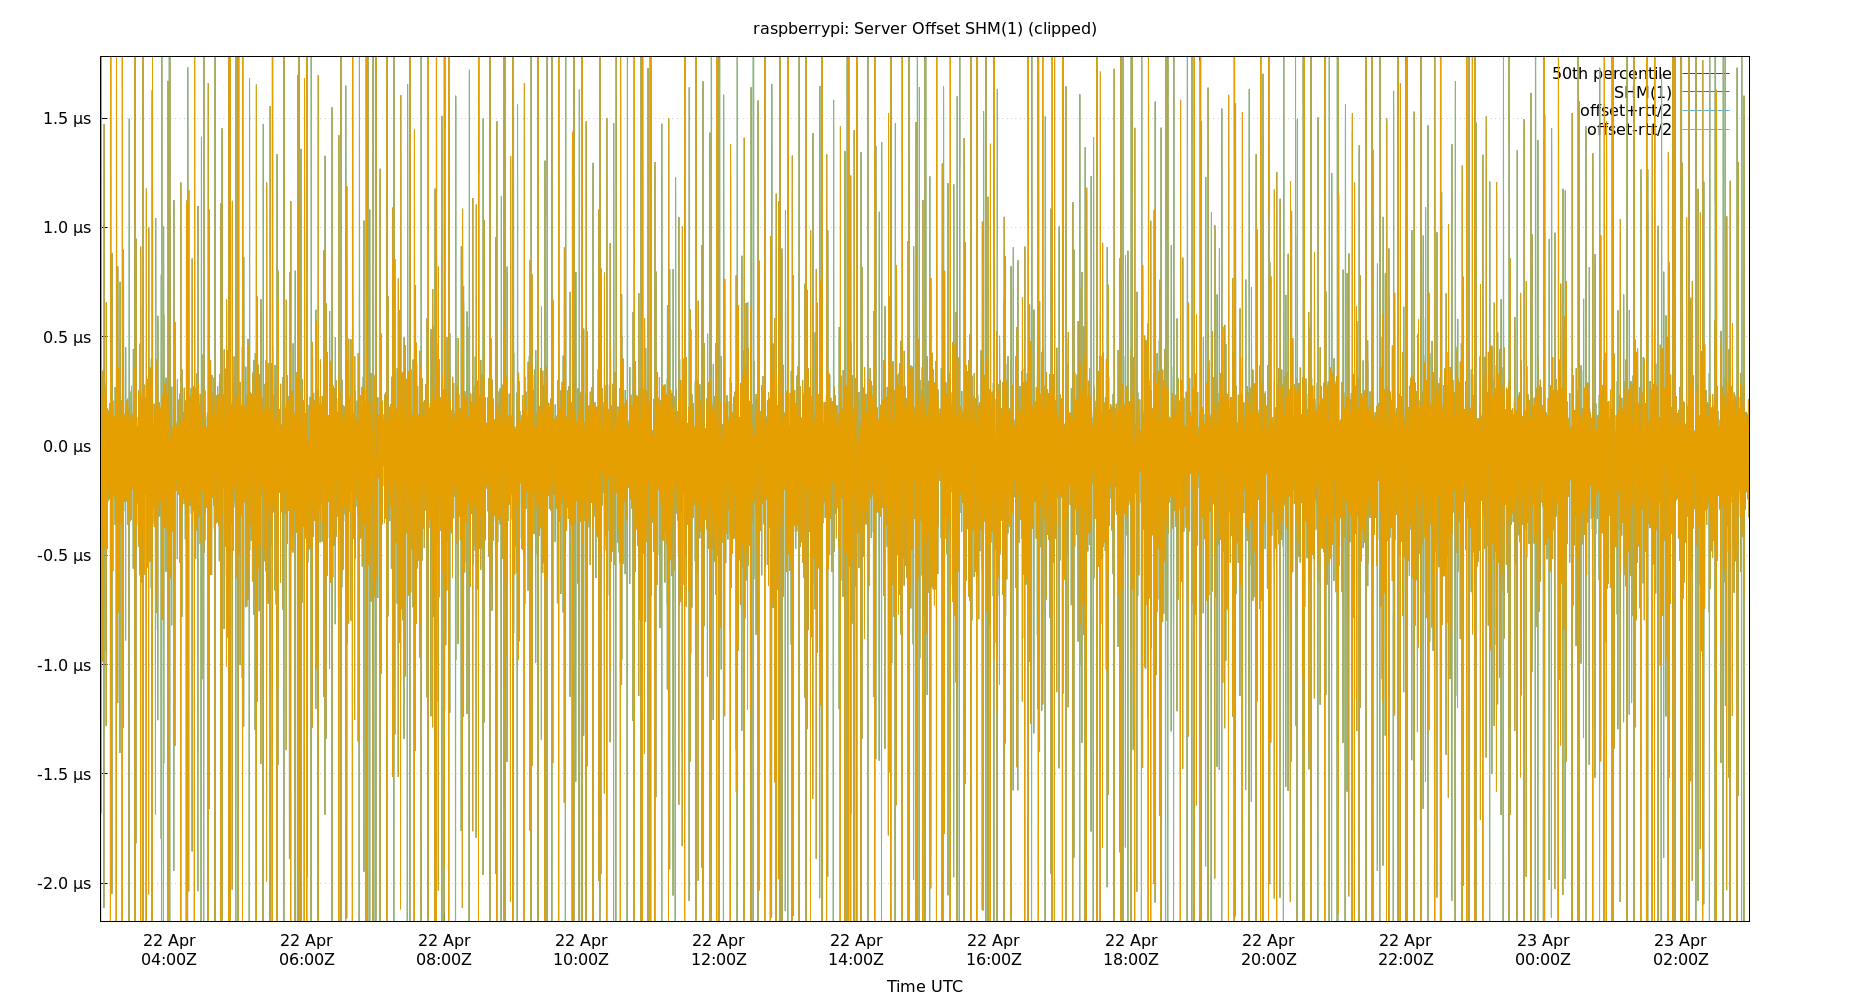 raspberrypi: Server Offset SHM(1) (clipped)
50th percentile
SHM(1)
offset+rtt/2
offset-rtt/2
1.5 µs
1.0 µs
0.5 µs
0.0 µs
-0.5 µs
-1.0 µs
-1.5 µs
-2.0 µs
22 Apr 22 Apr 22 Apr 22 Apr 22 Apr 22 Apr 22 Apr 22 Apr 22 Apr 22 Apr 23 Apr 23 Apr
04:00Z 06:00Z 08:00Z 10:00Z 12:00Z 14:00Z 16:00Z 18:00Z 20:00Z 22:00Z 00:00Z 02:00Z
Time UTC